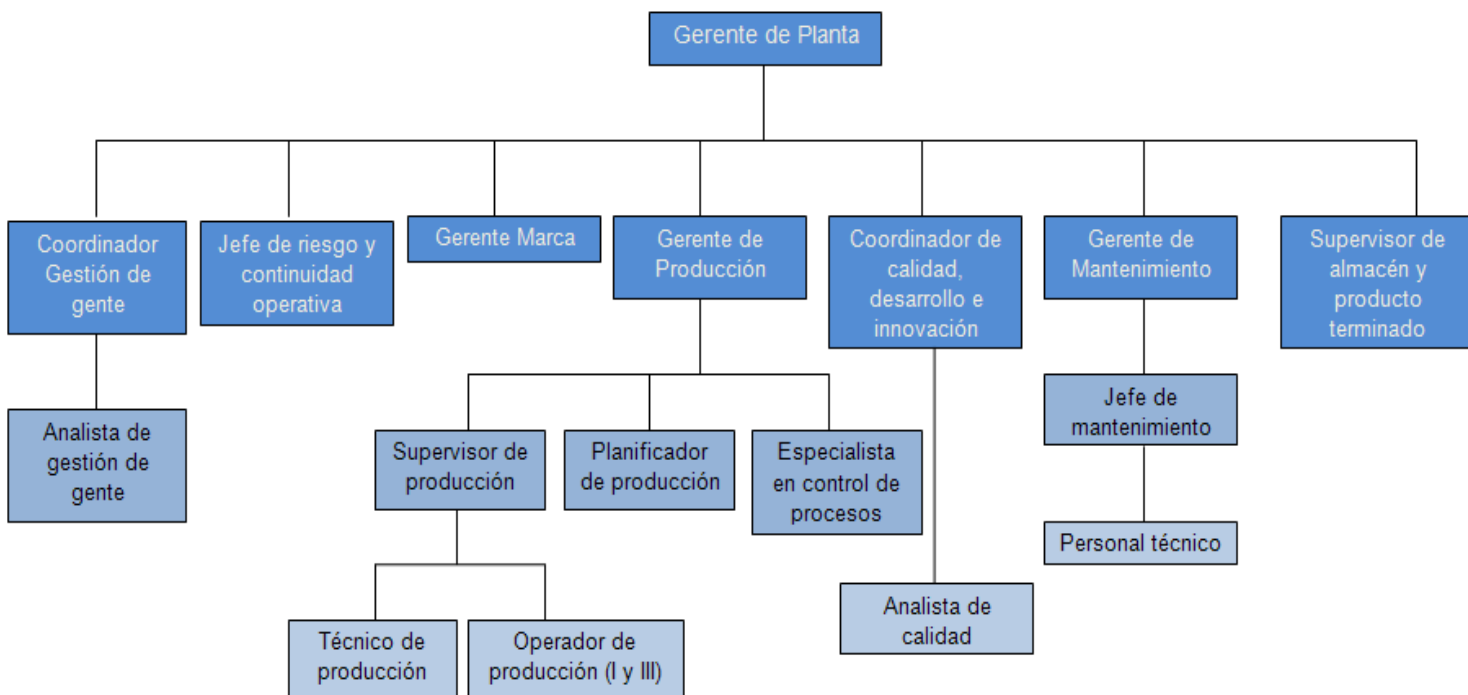 Gerente de Planta
Coordinador
Gestión de
gente
Jefe de riesgo y
continuidad
operativa
Gerente Marca
Gerente de
Producción
Coordinador de
calidad,
desarrollo e
innovación
Gerente de
Mantenimiento
Supervisor de
almacén y
producto
terminado
Analista de
gestión de
gente
Supervisor de
producción
Planificador
de producción
Especialista
en control de
procesos
Jefe de
mantenimiento
Personal técnico
Técnico de
producción
Operador de
producción (I y III)
Analista de
calidad